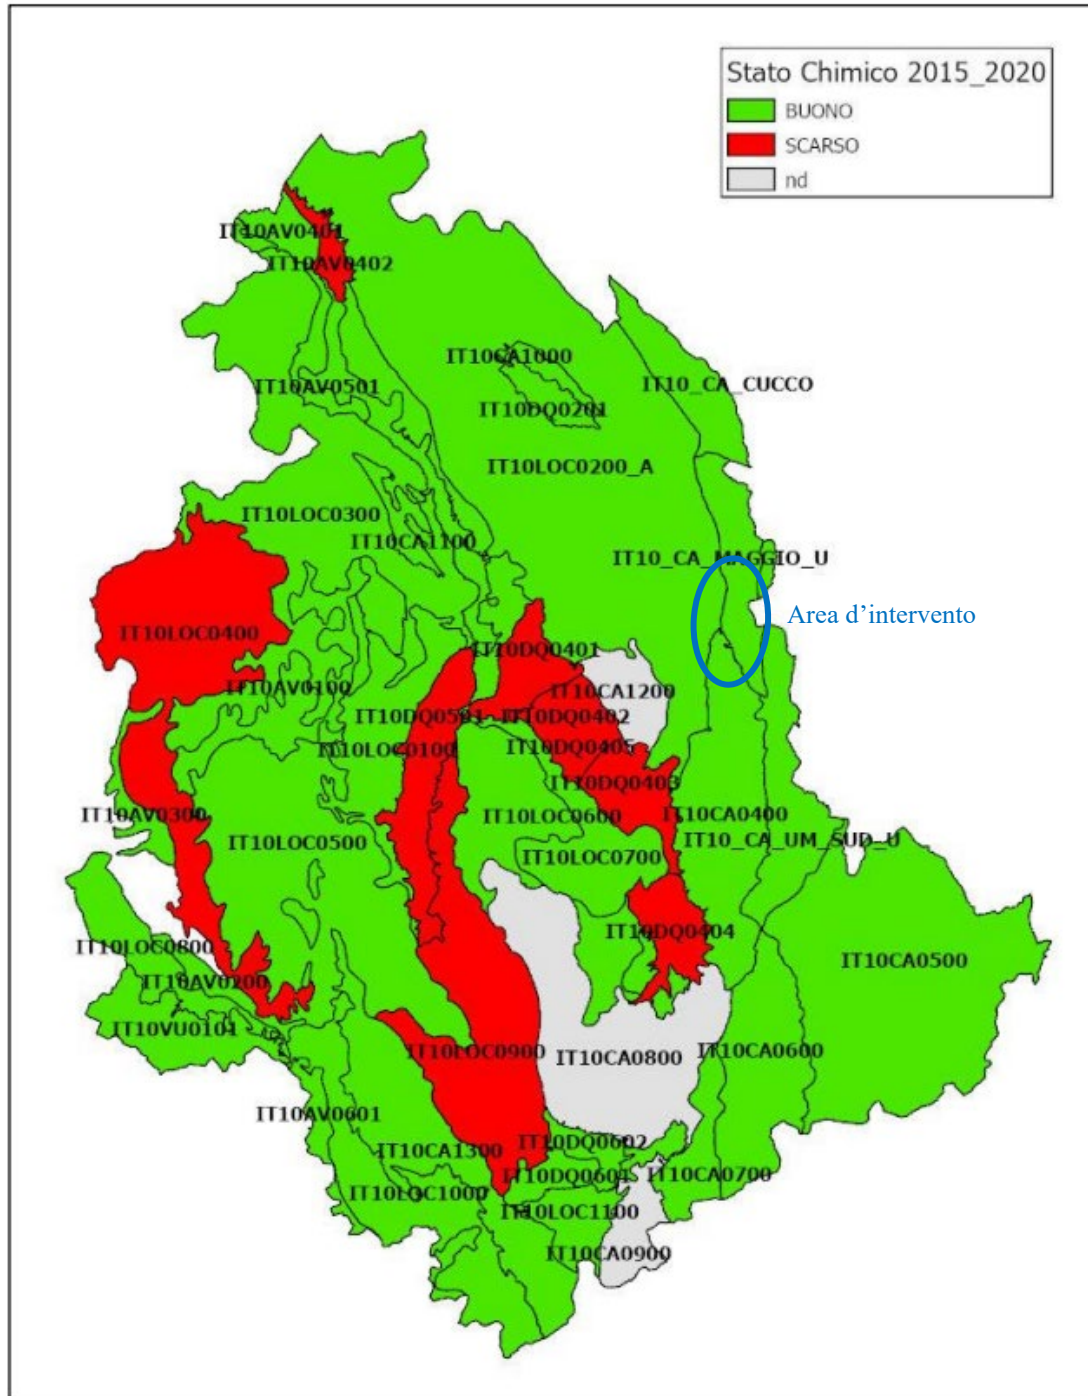 Stato Chimico 2015_2020
BUONO
SCARSO
nd
IT10AV0401
IT10AV0402
IT10CA1000
IT10AV0501
IT10_CA_CUCCO
IT10DQ0201
IT10LOC0200_A
IT10LOC0300
IT10CA1100
IT10_CA_MAGGIO_U
Area d'intervento
IT10LOC0400
IT10DQ0401
IT10AV0100
IT10CA1200
IT10DQ0501
IT10DQ0402
IT10LOC0100
IT10DQ0405
IT10DQ0403
IT10AV0300
IT10LOC0600
IT10CA0400
IT10LOC0500
IT10_CA_UM_SUD_U
IT10LOC0700
IT10DQ0404
IT10LOC0800
IT10CA0500
IT10AV0200
IT10VU0101
IT10LOC0900
IT10CA0800
IT10CA0600
IT10AV0601
IT10DQ0602
IT10CA1300
IT10DQ0601
IT10CA0700
IT10LOC1000
IT10LOC1100
IT10CA0900